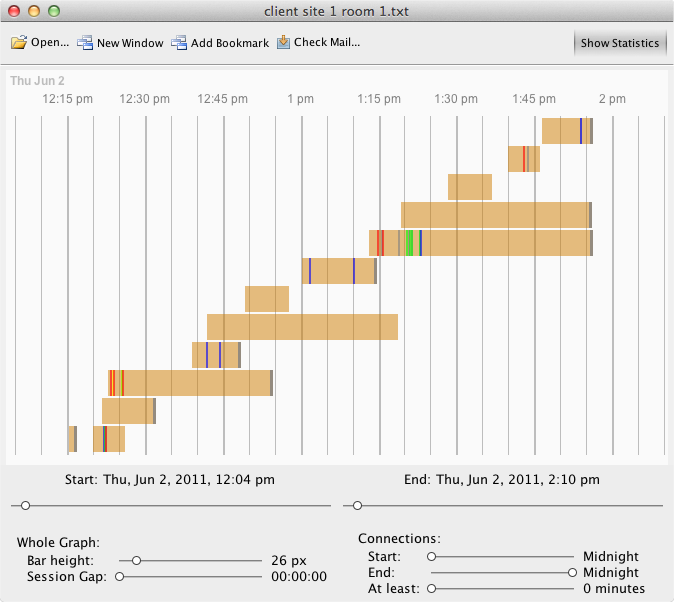 client site 1 room 1.txt
Open... New Window Add Bookmark Check Mail... Show Statistics
Thu Jun 2
12:15 pm 12:30 pm 12:45 pm 1 pm 1:15 pm 1:30 pm 1:45 pm 2 pm
Start: Thu, Jun 2, 2011, 12:04 pm End: Thu, Jun 2, 2011, 2:10 pm
Whole Graph:
Bar height: 26 px
Session Gap: 00:00:00
Connections:
Start: Midnight
End: Midnight
At least: 0 minutes